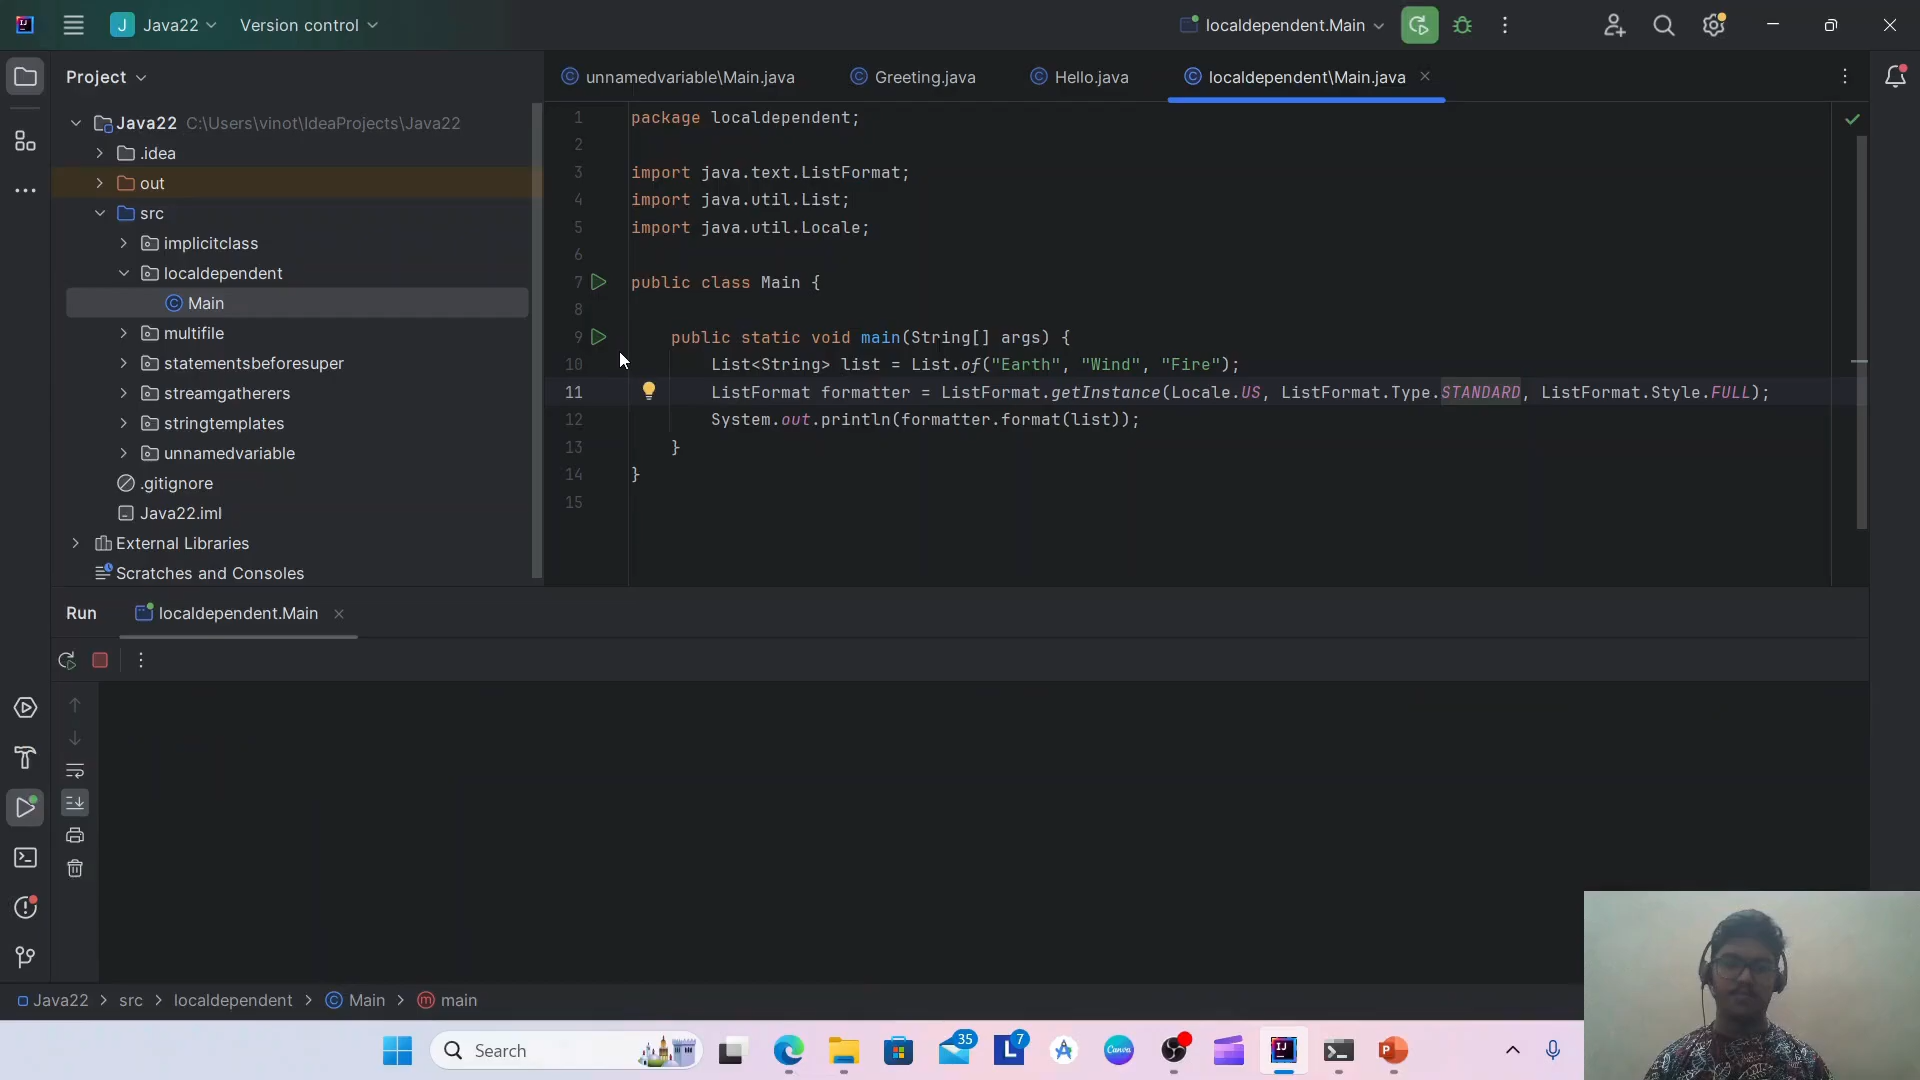 J Java22 Version control localdependent.Main
Project
unnamedvariable\Main.java Greeting.java Hello.java localdependent\Main.java
Java22 C:\Users\vinot\IdeaProjects\Java22
.idea
out
src
implicitclass
localdependent
Main
multifile
statementsbeforesuper
streamgatherers
stringtemplates
unnamedvariable
.gitignore
Java22.iml
External Libraries
Scratches and Consoles
1 package localdependent;
2
3 import java.text.ListFormat;
4 import java.util.List;
5 import java.util.Locale;
6
7 public class Main {
8
9 public static void main(String[] args) {
10 List<String> list = List.of("Earth", "Wind", "Fire");
11 ListFormat formatter = ListFormat.getInstance(Locale.US, ListFormat.Type.STANDARD, ListFormat.Style.FULL);
12 System.out.println(formatter.format(list));
13 }
14 }
15
Run localdependent.Main
Java22 > src > localdependent > Main > main
Search
35
7
L
Canva
P